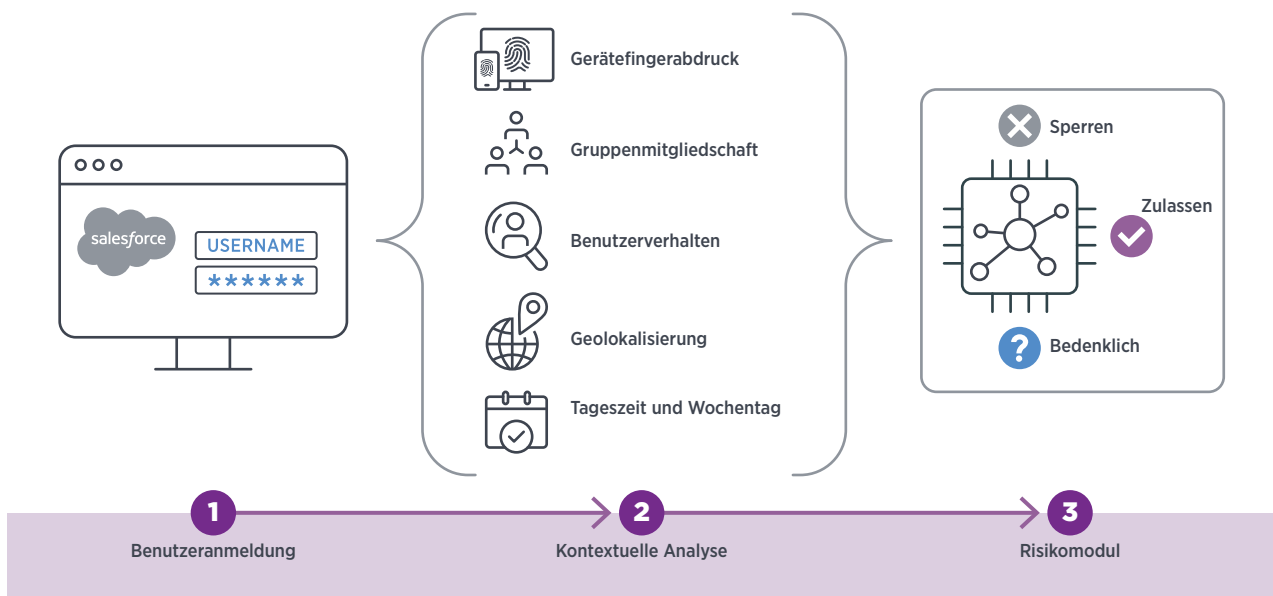 salesforce
USERNAME
******
Gerätefingerabdruck
Gruppenmitgliedschaft
Benutzerverhalten
Geolokalisierung
Tageszeit und Wochentag
Sperren
Zulassen
?
Bedenklich
1
Benutzeranmeldung
2
Kontextuelle Analyse
3
Risikomodul